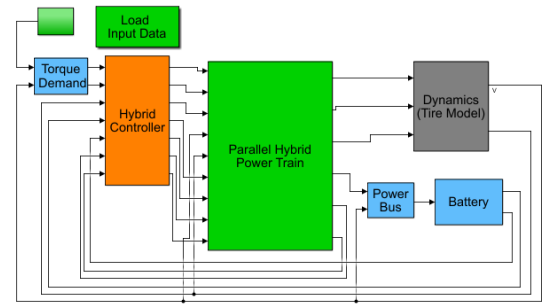 Load
Input Data
Torque
Demand
Hybrid
Controller
Parallel Hybrid
Power Train
Dynamics
(Tire Model)
v
Power
Bus
Battery